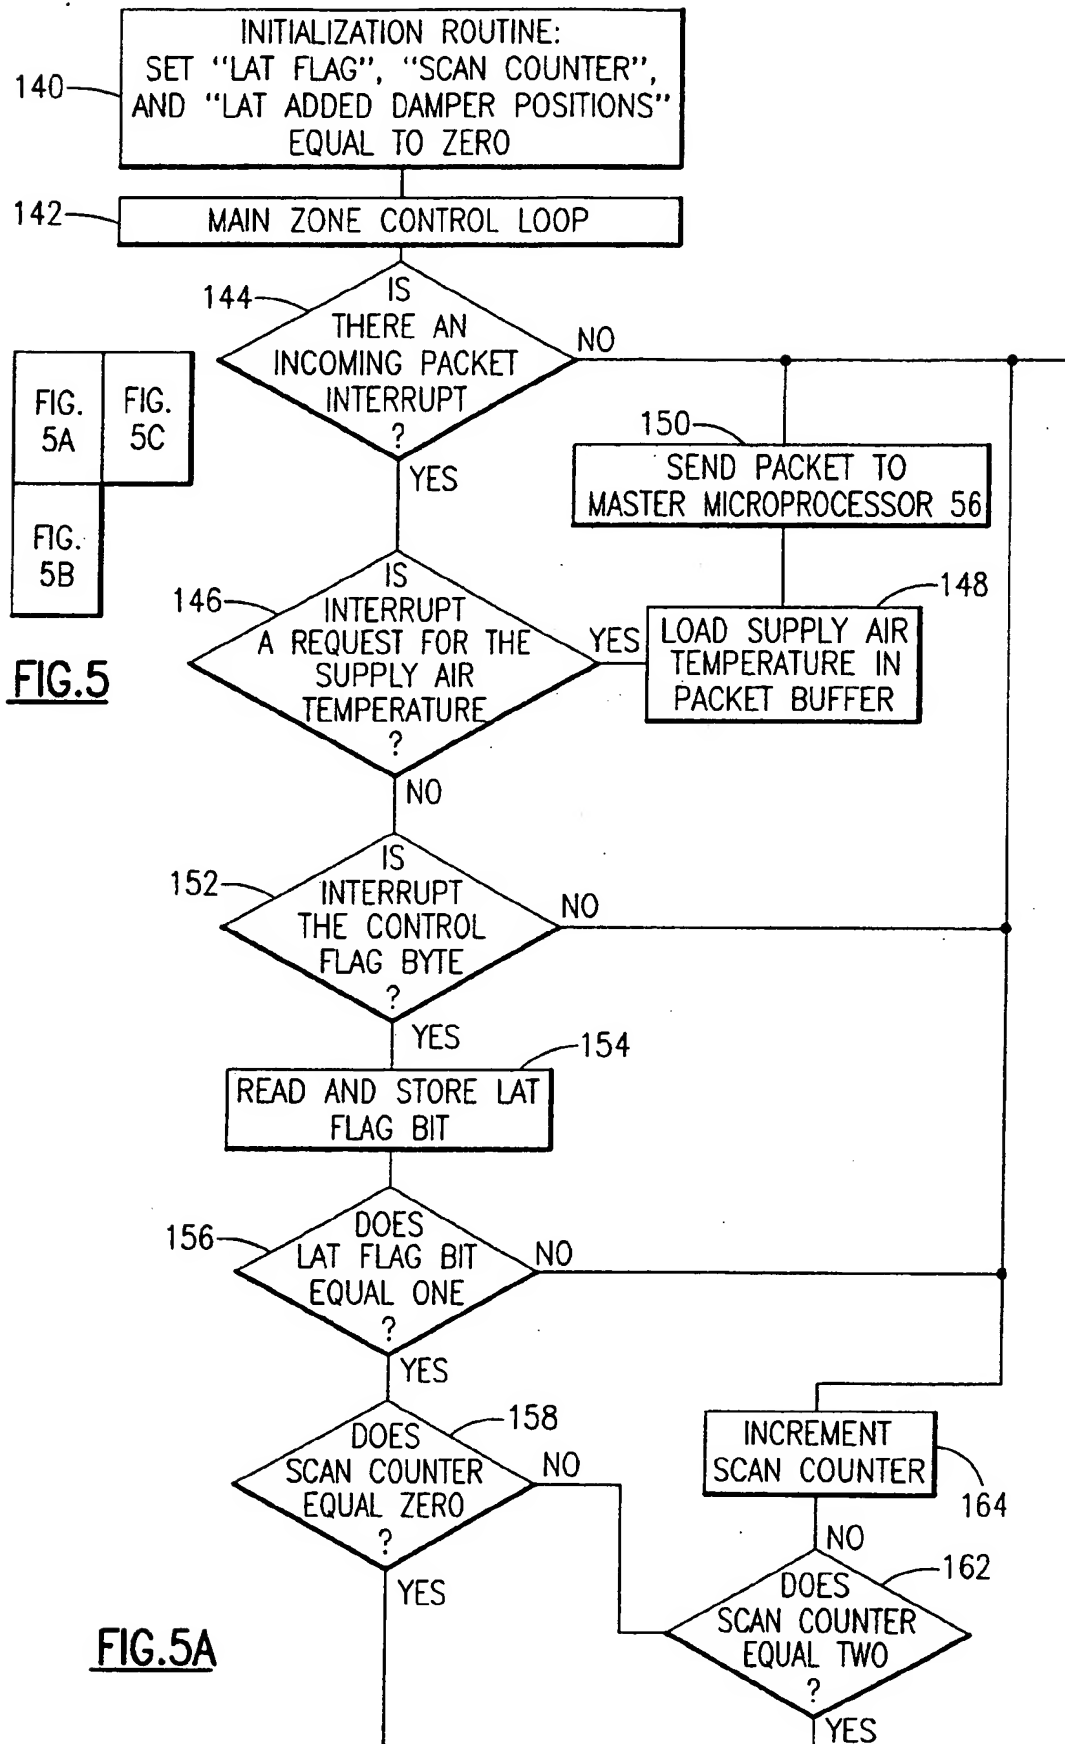 INITIALIZATION ROUTINE:
SET "LAT FLAG", "SCAN COUNTER",
AND "LAT ADDED DAMPER POSITIONS"
EQUAL TO ZERO
140
142
MAIN ZONE CONTROL LOOP
144
IS
THERE AN
INCOMING PACKET
INTERRUPT
?
NO
YES
FIG.
5A
FIG.
5C
FIG.
5B
FIG.5
150
SEND PACKET TO
MASTER MICROPROCESSOR 56
146
IS
INTERRUPT
A REQUEST FOR THE
SUPPLY AIR
TEMPERATURE
?
YES
NO
148
LOAD SUPPLY AIR
TEMPERATURE IN
PACKET BUFFER
152
IS
INTERRUPT
THE CONTROL
FLAG BYTE
?
NO
YES
154
READ AND STORE LAT
FLAG BIT
156
DOES
LAT FLAG BIT
EQUAL ONE
?
NO
YES
158
DOES
SCAN COUNTER
EQUAL ZERO
?
NO
YES
INCREMENT
SCAN COUNTER
164
NO
162
DOES
SCAN COUNTER
EQUAL TWO
?
YES
FIG.5A